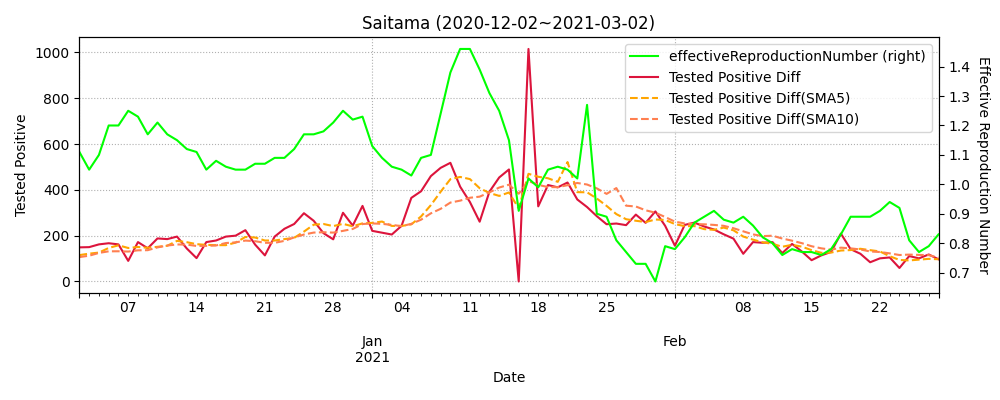 Saitama (2020-12-02~2021-03-02)
effectiveReproductionNumber (right)
Tested Positive Diff
Tested Positive Diff(SMA5)
Tested Positive Diff(SMA10)
Tested Positive
1000
800
600
400
200
0
Effective Reproduction Number
1.4
1.3
1.2
1.1
1.0
0.9
0.8
0.7
07 14 21 28 04 11 18 25 08 15 22
Jan Feb
2021
Date